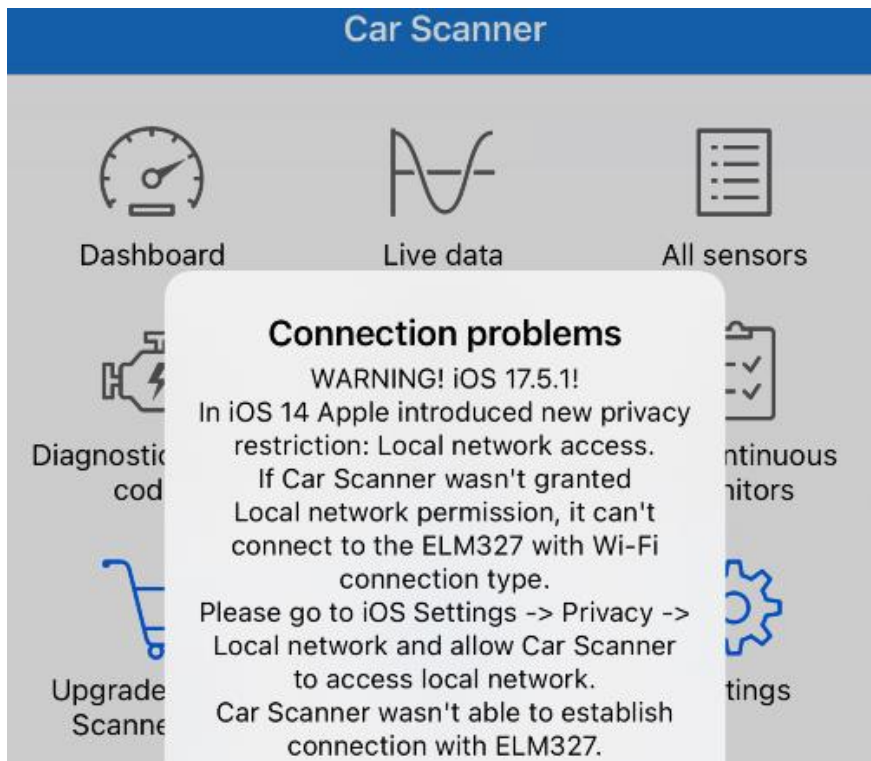 Car Scanner
Dashboard
Live data
All sensors
Connection problems
WARNING! iOS 17.5.1!
In iOS 14 Apple introduced new privacy
restriction: Local network access.
If Car Scanner wasn't granted
Local network permission, it can't
connect to the ELM327 with Wi-Fi
connection type.
Please go to iOS Settings -> Privacy ->
Local network and allow Car Scanner
to access local network.
Car Scanner wasn't able to establish
connection with ELM327.
Upgrade